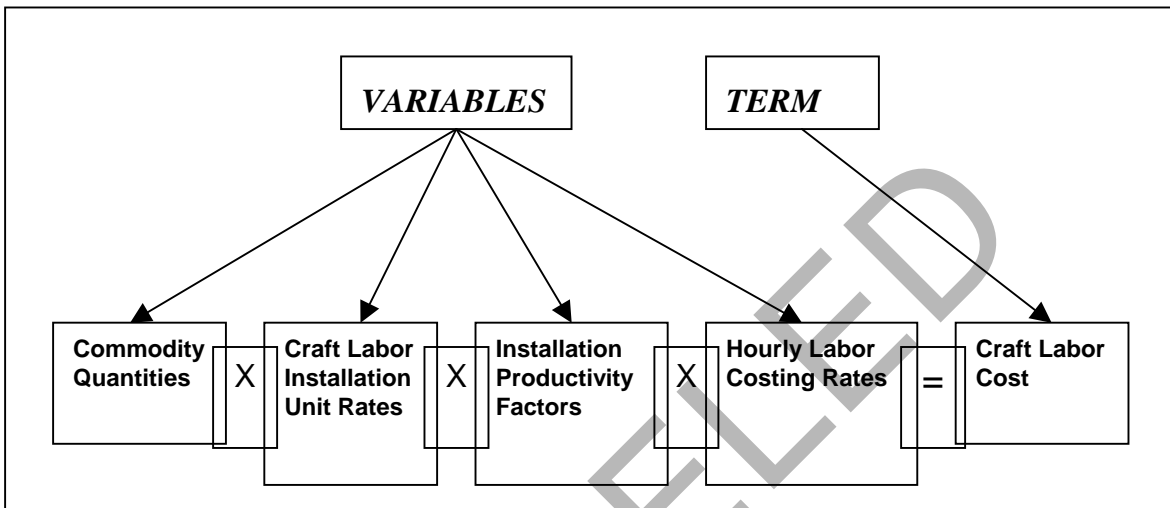 VARIABLES
TERM
Commodity
Quantities
X
Craft Labor
Installation
Unit Rates
X
Installation
Productivity
Factors
X
Hourly Labor
Costing Rates
=
Craft Labor
Cost